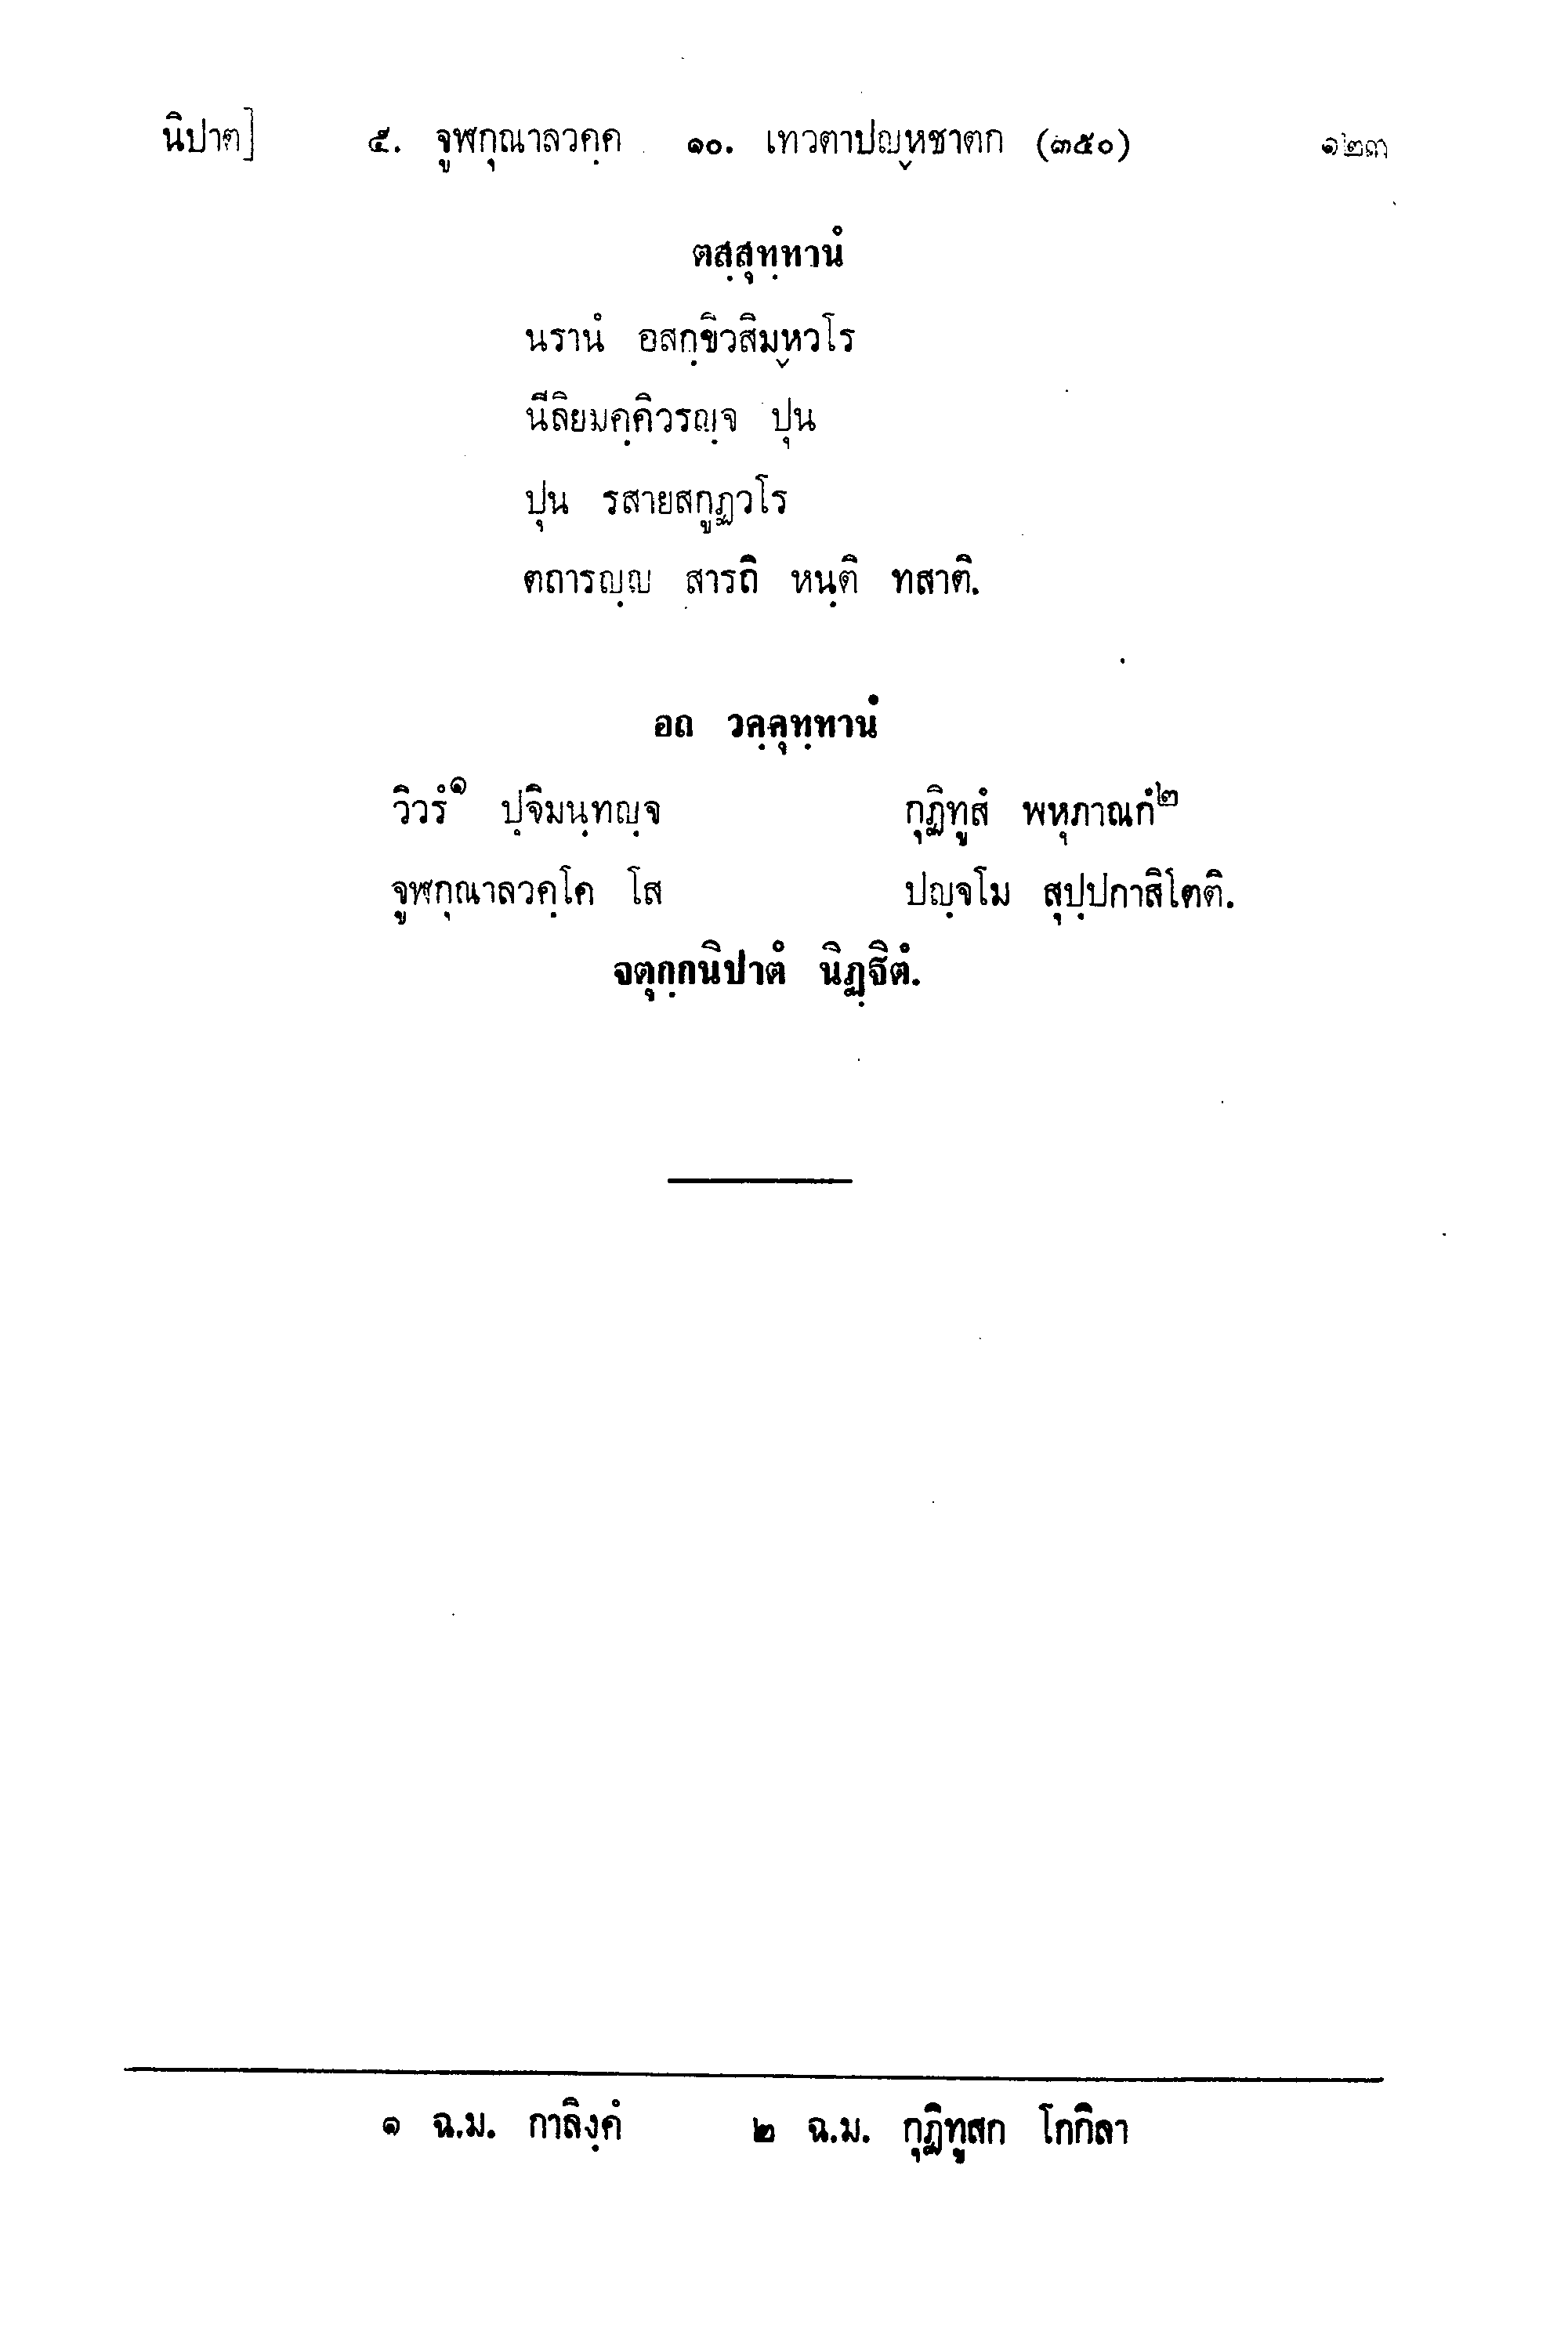 นิปาต] ๕. จูฬกุณาลวคฺค ๑๐. เทวตาปญฺหชาตก (๓๕๐) ๑๒๓
ตสฺสุทฺทานํ
นรานํ อสกฺขิวสิมฺหวโร
นีลิยมคฺคิวรญฺจ ปุน
ปุน รสายสกูฏวโร
ตถารญฺญ สารถิ หนฺติ ทสาติ.
อถ วคฺคุทฺทานํ
วิวรํ๑ ปุจิมนฺทญฺจ กุฏิทูสํ พหุภาณกํ๒
จูฬกุณาลวคฺโค โส ปญฺจโม สุปฺปกาสิโตติ.
จตุกฺกนิปาตํ นิฏฺฐิตํ.
๑ ฉ.ม. กาลิงฺคํ ๒ ฉ.ม. กุฏิทูสก โกกิลา